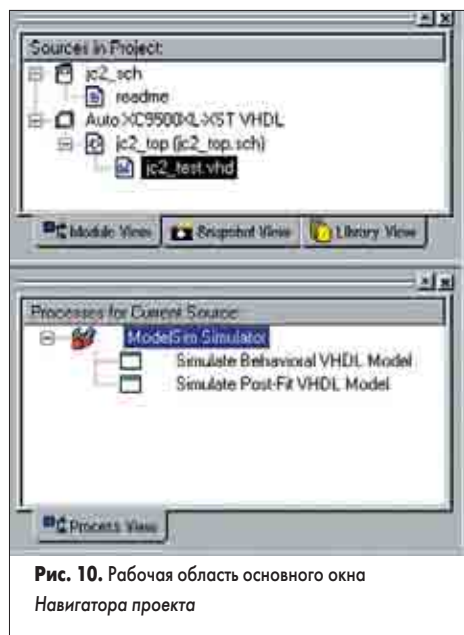 Sources in Project:
jc2_sch
readme
Auto XC9500XL-XST VHDL
jc2_top (jc2_top.sch)
jc2_test.vhd
Module View Snapshot View Library View
Processes for Current Source:
ModelSim Simulator
Simulate Behavioral VHDL Model
Simulate Post-Fit VHDL Model
Process View
Рис. 10. Рабочая область основного окна
Навигатора проекта